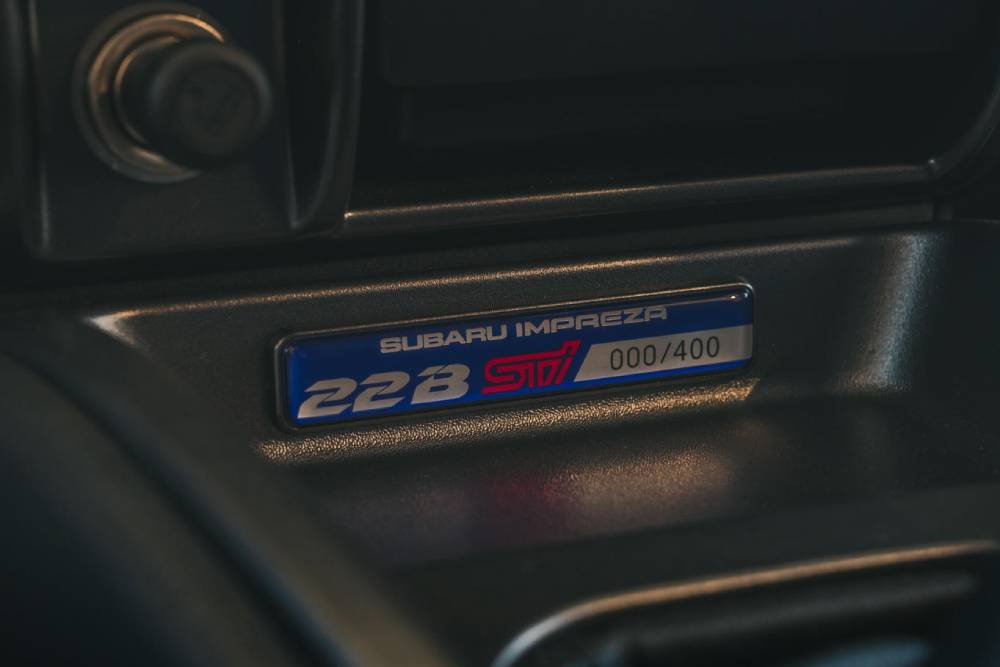 SUBARU IMPREZA
22B STi 000/400